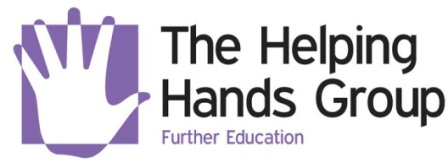 The Helping
Hands Group
Further Education